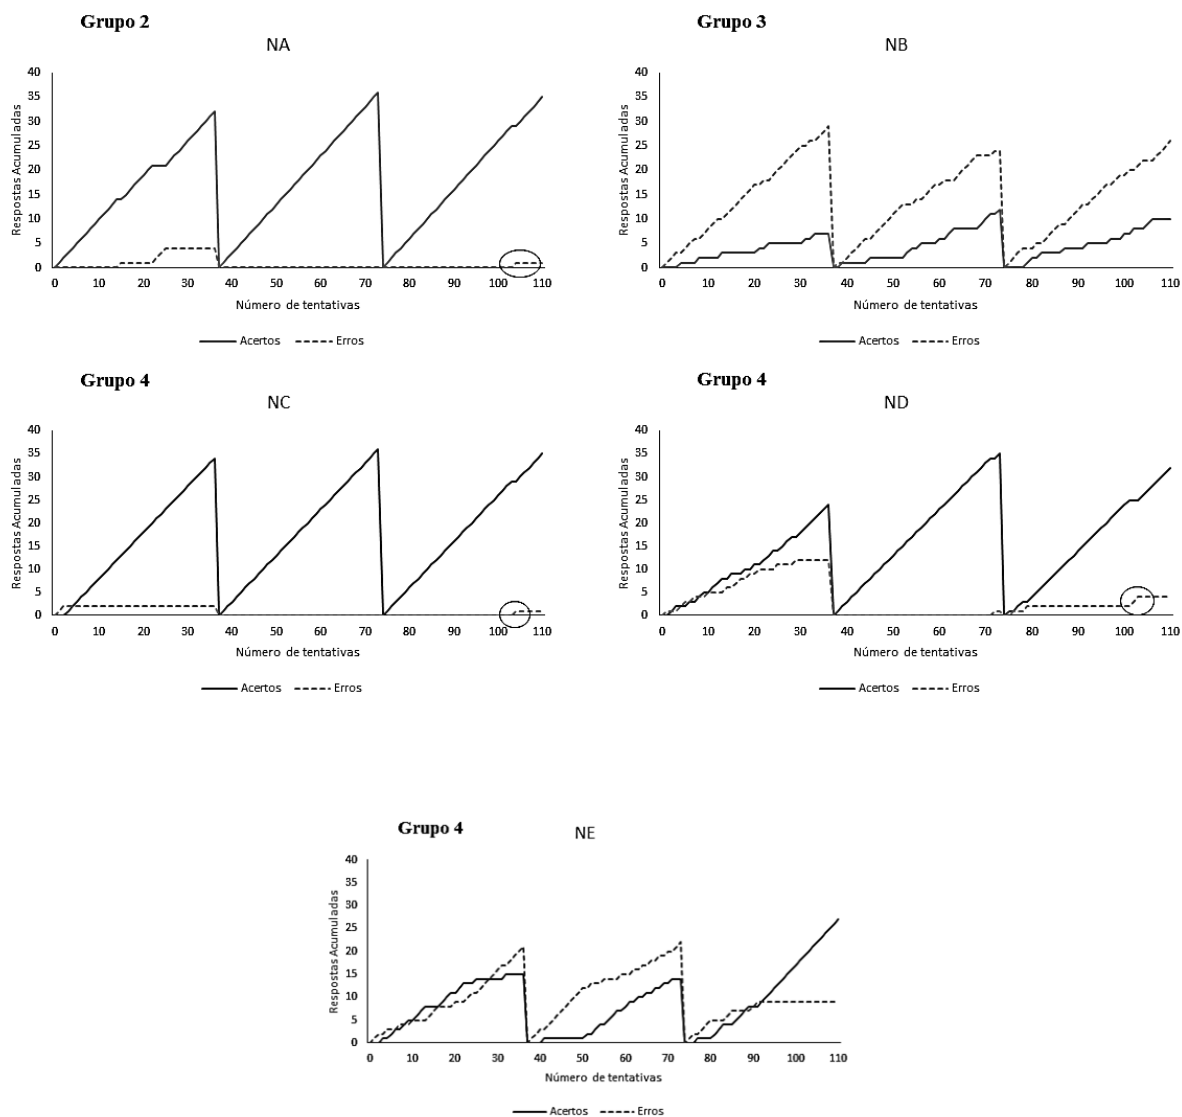 Grupo 2
NA
40
35
30
25
20
15
10
5
0
Respostas Acumuladas
0 10 20 30 40 50 60 70 80 90 100 110
Número de tentativas
Acertos Erros
Grupo 3
NB
40
35
30
25
20
15
10
5
0
Respostas Acumuladas
0 10 20 30 40 50 60 70 80 90 100 110
Número de tentativas
Acertos Erros
Grupo 4
NC
40
35
30
25
20
15
10
5
0
Respostas Acumuladas
0 10 20 30 40 50 60 70 80 90 100 110
Número de tentativas
Acertos Erros
Grupo 4
ND
40
35
30
25
20
15
10
5
0
Respostas Acumuladas
0 10 20 30 40 50 60 70 80 90 100 110
Número de tentativas
Acertos Erros
Grupo 4
NE
40
35
30
25
20
15
10
5
0
Respostas Acumuladas
0 10 20 30 40 50 60 70 80 90 100 110
Número de tentativas
Acertos Erros